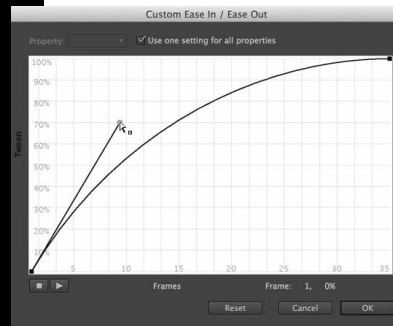 Custom Ease In / Ease Out
Property: Use one setting for all properties
100%
90%
80%
70%
60%
50%
40%
30%
20%
10%
Tween
5 10 15 20 25 30 35
Frames Frame: 1, 0%
Reset Cancel OK